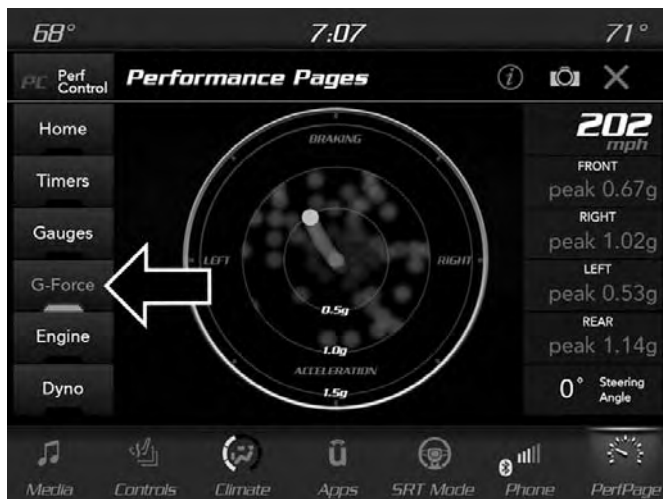 68°
7:07
71°
PC Perf Control
Performance Pages
i
Home
Timers
Gauges
G-Force
Engine
Dyno
BRAKING
LEFT
RIGHT
0.5g
1.0g
ACCELERATION
1.5g
202
mph
FRONT
peak 0.67g
RIGHT
peak 1.02g
LEFT
peak 0.53g
REAR
peak 1.14g
0° Steering Angle
Media
Controls
Climate
ū
Apps
SRT Mode
Phone
PerfPage